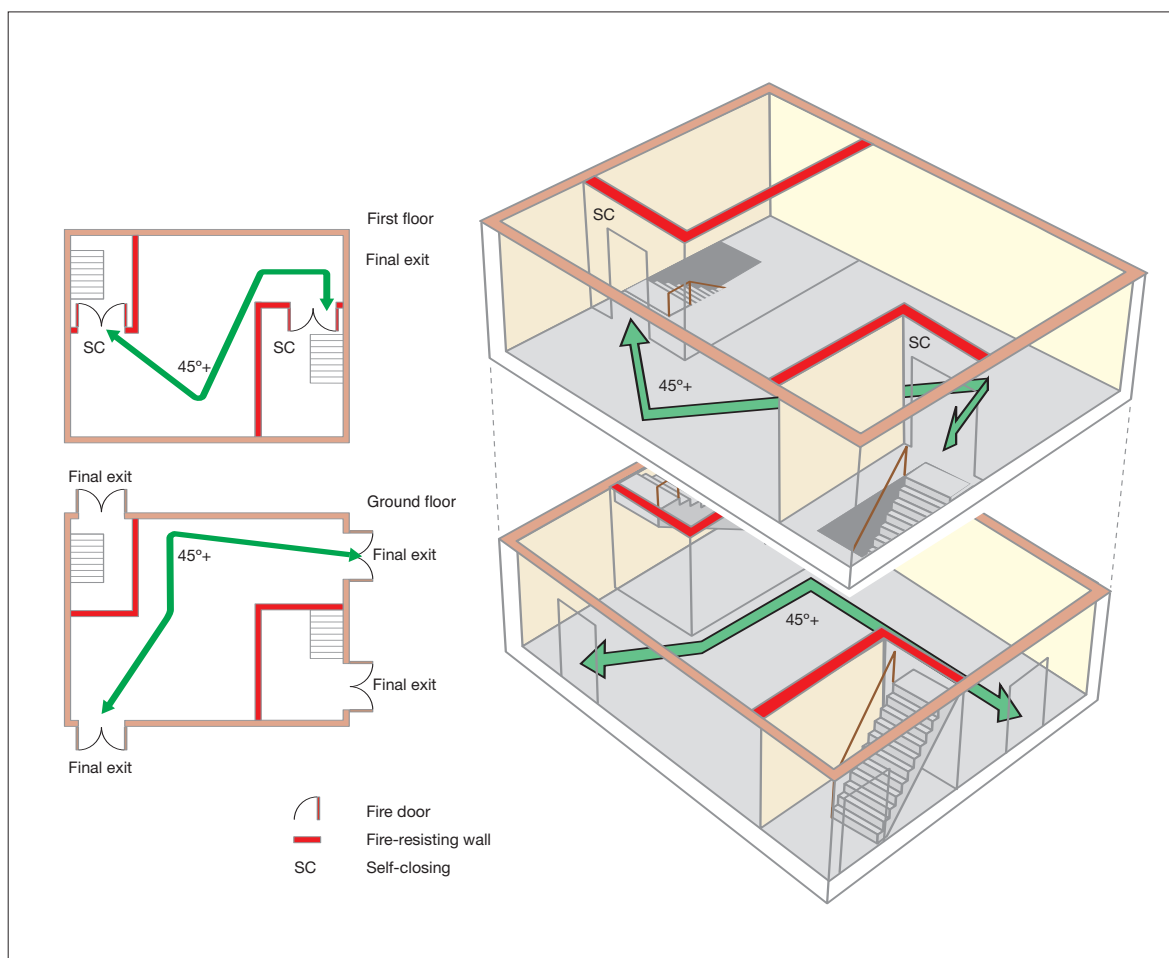 First floor
Final exit
SC
SC
45º+
Final exit
Ground floor
45º+
Final exit
Final exit
Final exit
Fire door
Fire-resisting wall
SC
Self-closing
SC
SC
45º+
45º+